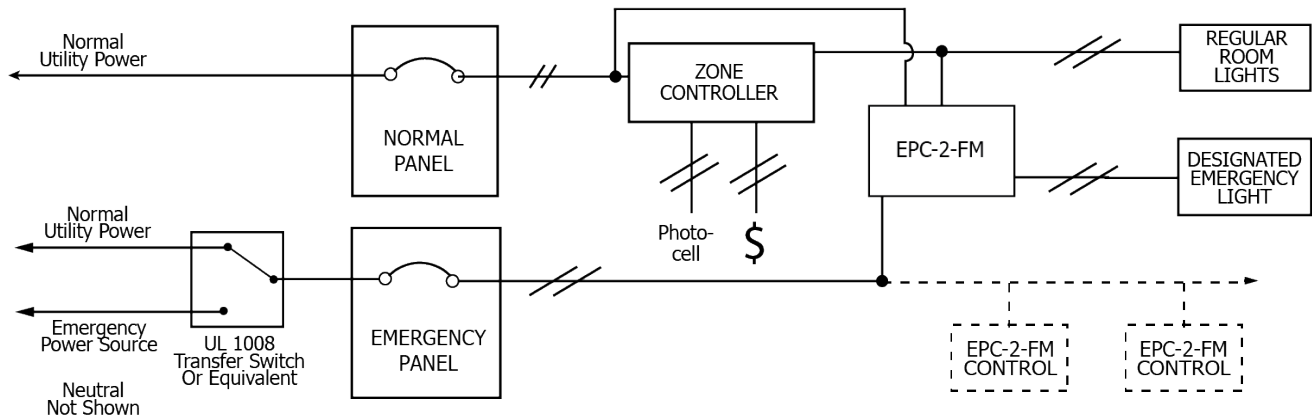 Normal
Utility Power
NORMAL
PANEL
ZONE
CONTROLLER
Photo-
cell
$
EPC-2-FM
REGULAR
ROOM
LIGHTS
DESIGNATED
EMERGENCY
LIGHT
Normal
Utility Power
Emergency
Power Source
UL 1008
Transfer Switch
Or Equivalent
EMERGENCY
PANEL
EPC-2-FM
CONTROL
EPC-2-FM
CONTROL
Neutral
Not Shown